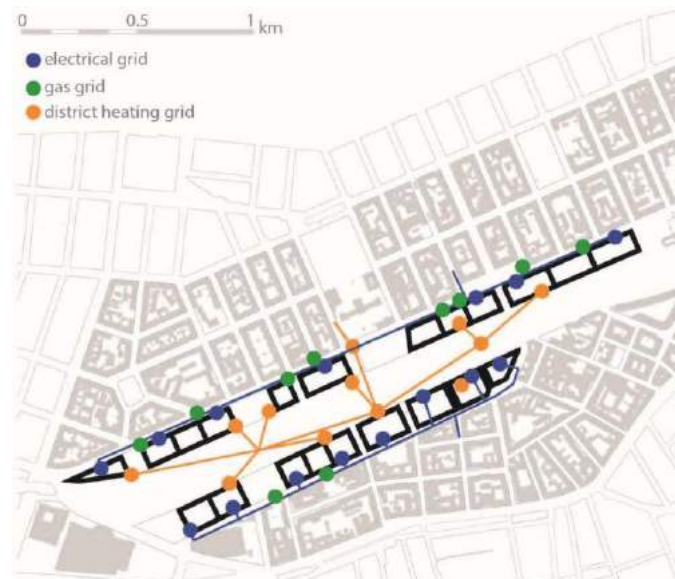 0 0.5 1
km
electrical grid
gas grid
district heating grid